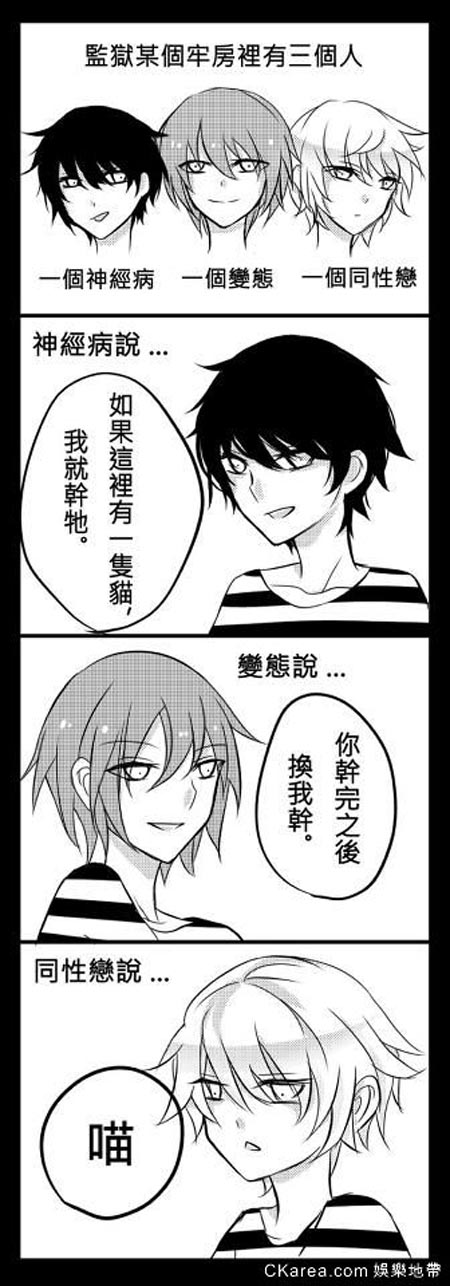 監獄某個牢房裡有三個人
一個神經病
一個變態
一個同性戀
神經病說 ...
如果這裡有一隻貓,
我就幹牠。
變態說 ...
你幹完之後
換我幹。
同性戀說 ...
喵
CKarea.com 娛樂地帶